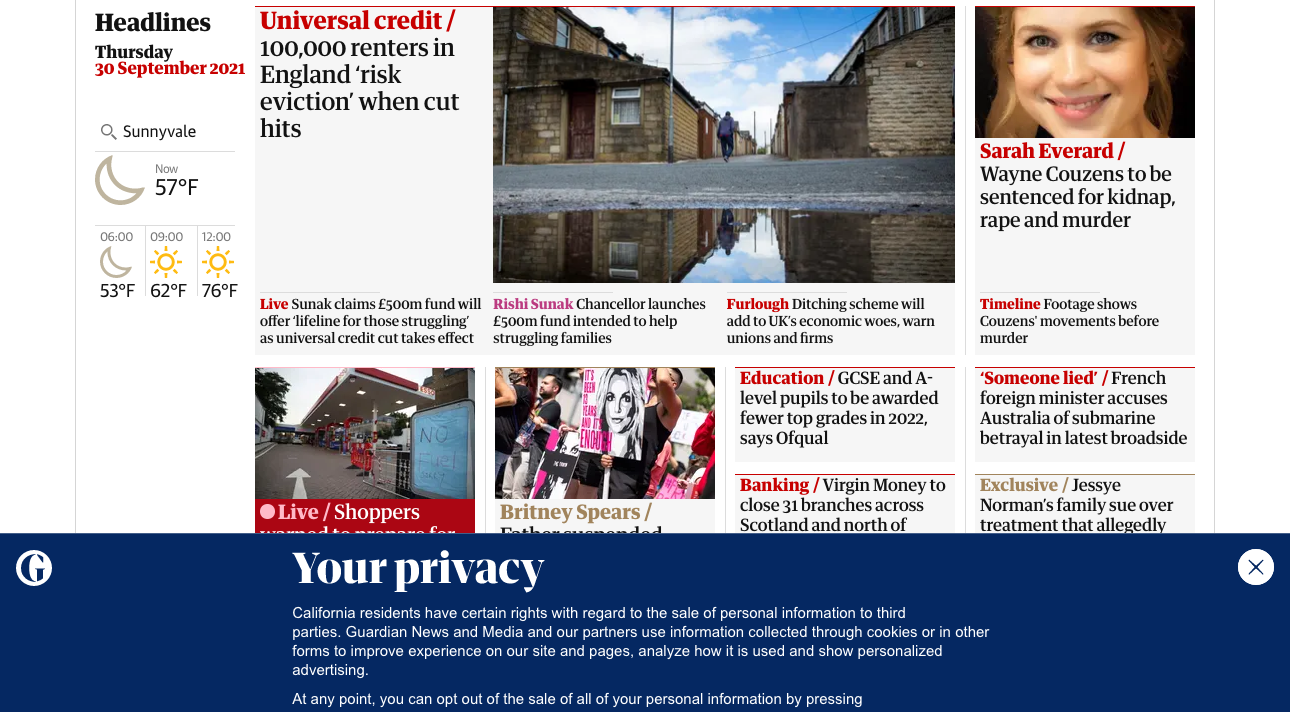 Headlines
Thursday
30 September 2021
Sunnyvale
Now
57°F
06:00
09:00
12:00
53°F
62°F
76°F
Universal credit /
100,000 renters in
England ‘risk
eviction’ when cut
hits
Live Sunak claims £500m fund will
offer ‘lifeline for those struggling’
as universal credit cut takes effect
Rishi Sunak Chancellor launches
£500m fund intended to help
struggling families
Furlough Ditching scheme will
add to UK’s economic woes, warn
unions and firms
Sarah Everard /
Wayne Couzens to be
sentenced for kidnap,
rape and murder
Timeline Footage shows
Couzens' movements before
murder
ESSO
NO
FUEL
IT'S
BEEN
12
YEARS
AND IT'S
ENOUGH
Live / Shoppers
warned to prepare for
Britney Spears /
Father suspended
Education / GCSE and A-
level pupils to be awarded
fewer top grades in 2022,
says Ofqual
Banking / Virgin Money to
close 31 branches across
Scotland and north of
‘Someone lied’ / French
foreign minister accuses
Australia of submarine
betrayal in latest broadside
Exclusive / Jessye
Norman’s family sue over
treatment that allegedly
G
Your privacy
California residents have certain rights with regard to the sale of personal information to third
parties. Guardian News and Media and our partners use information collected through cookies or in other
forms to improve experience on our site and pages, analyze how it is used and show personalized
advertising.
At any point, you can opt out of the sale of all of your personal information by pressing